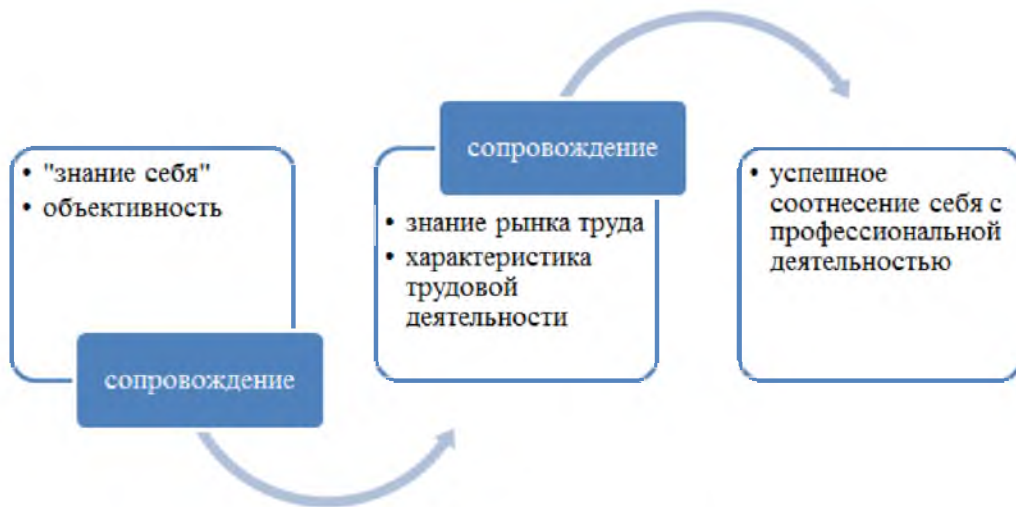 • "знание себя"
• объективность
сопровождение
сопровождение
• знание рынка труда
• характеристика
трудовой
деятельности
• успешное
соотнесение себя с
профессиональной
деятельностью